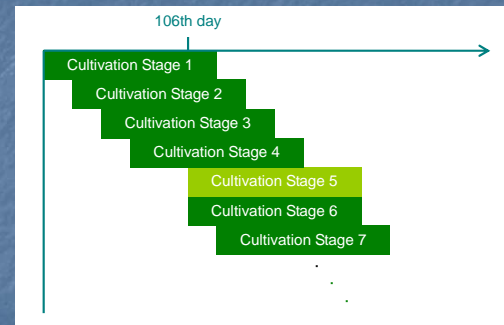 106th day
Cultivation Stage 1
Cultivation Stage 2
Cultivation Stage 3
Cultivation Stage 4
Cultivation Stage 5
Cultivation Stage 6
Cultivation Stage 7